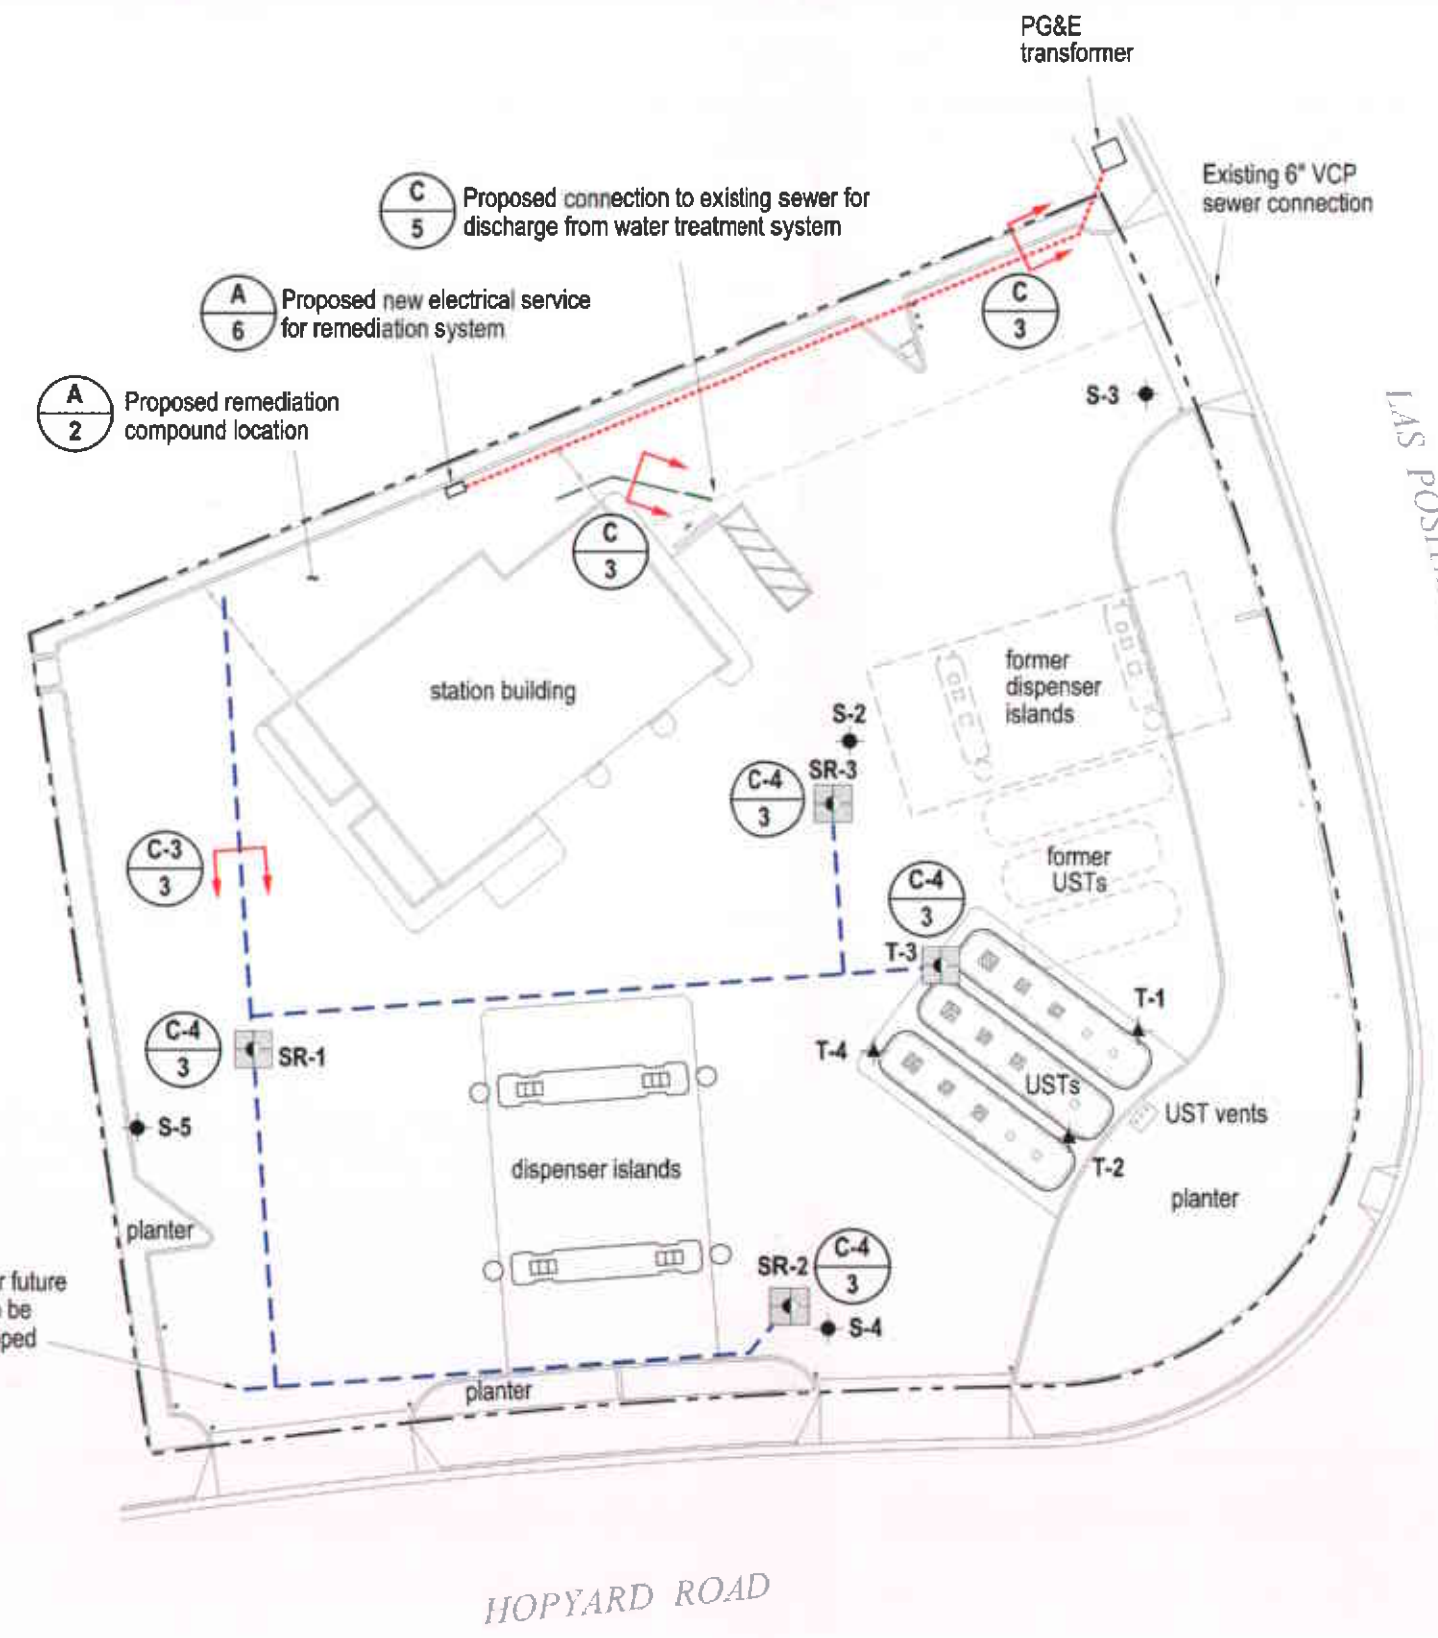 PG&E
transformer
Existing 6" VCP
sewer connection
C
5
Proposed connection to existing sewer for
discharge from water treatment system
A
6
Proposed new electrical service
for remediation system
C
3
A
2
Proposed remediation
compound location
S-3
LAS
C
3
station building
former
dispenser
islands
S-2
C-4
3
SR-3
C-3
3
former
USTs
C-4
3
T-3
T-1
C-4
3
SR-1
T-4
USTs
UST vents
S-5
dispenser islands
T-2
planter
planter
SR-2
C-4
3
future
be
S-4
planter
HOPYARD ROAD